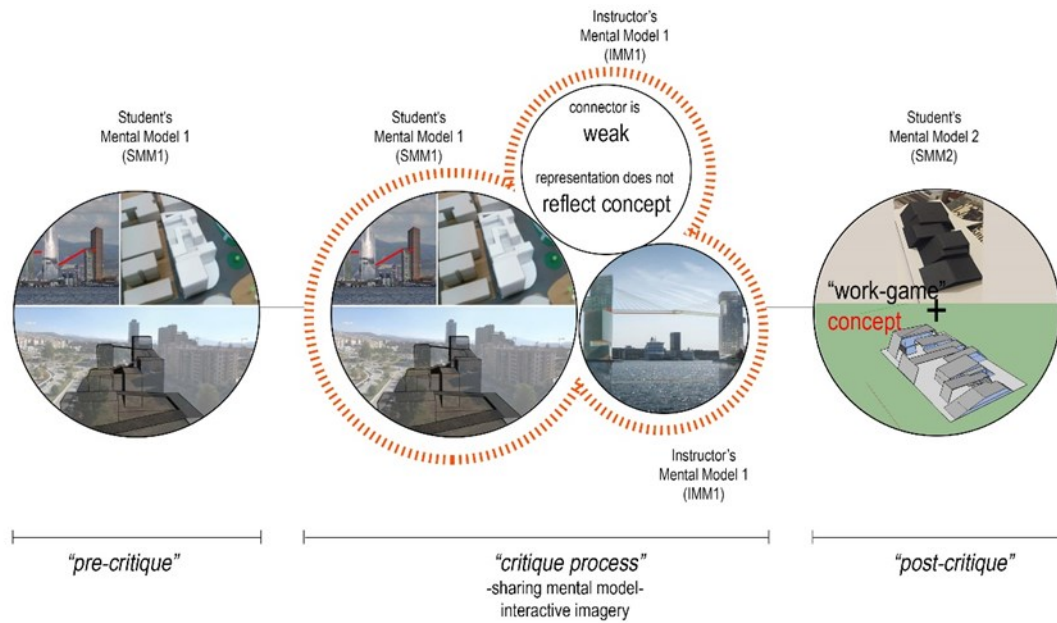 Instructor's
Mental Model 1
(IMM1)
Student's
Mental Model 1
(SMM1)
Student's
Mental Model 1
(SMM1)
connector is
weak
representation does not
reflect concept
Student's
Mental Model 2
(SMM2)
"work-game"
+
concept
Instructor's
Mental Model 1
(IMM1)
"pre-critique"
"critique process"
-sharing mental model-
interactive imagery
"post-critique"